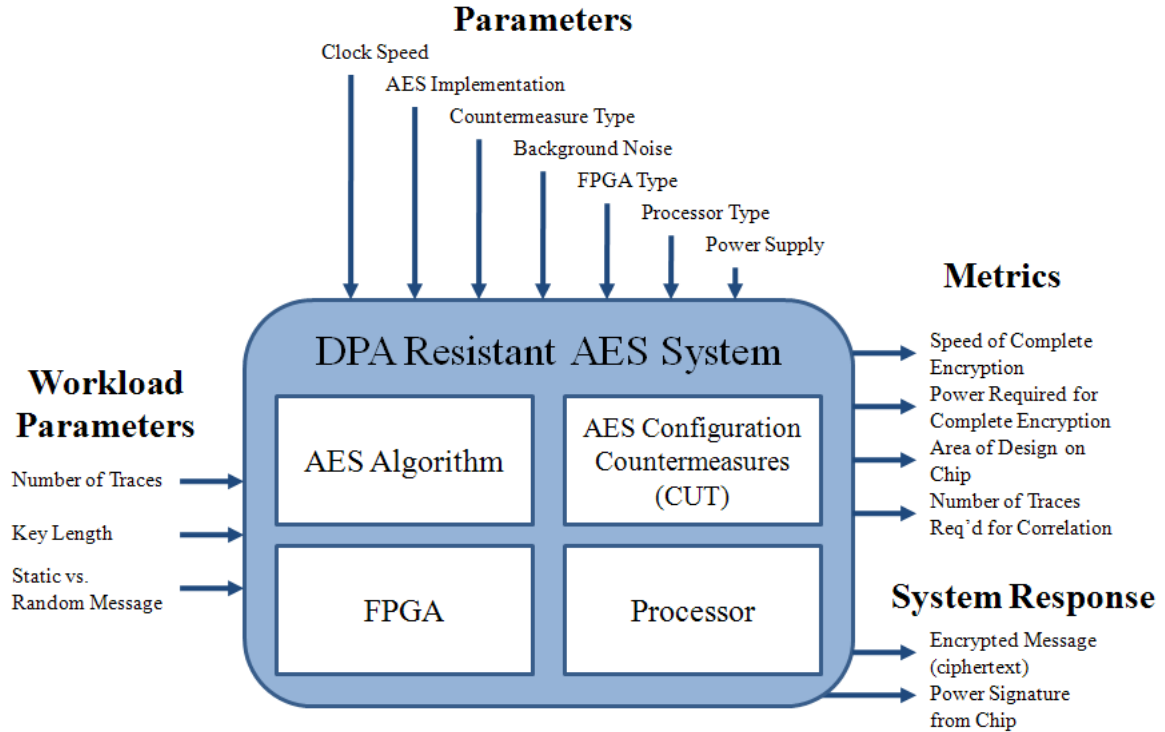 Parameters
Clock Speed
AES Implementation
Countermeasure Type
Background Noise
FPGA Type
Processor Type
Power Supply
Workload
Parameters
Number of Traces
Key Length
Static vs.
Random Message
DPA Resistant AES System
AES Algorithm
AES Configuration
Countermeasures
(CUT)
FPGA
Processor
Metrics
Speed of Complete
Encryption
Power Required for
Complete Encryption
Area of Design on
Chip
Number of Traces
Req’d for Correlation
System Response
Encrypted Message
(ciphertext)
Power Signature
from Chip